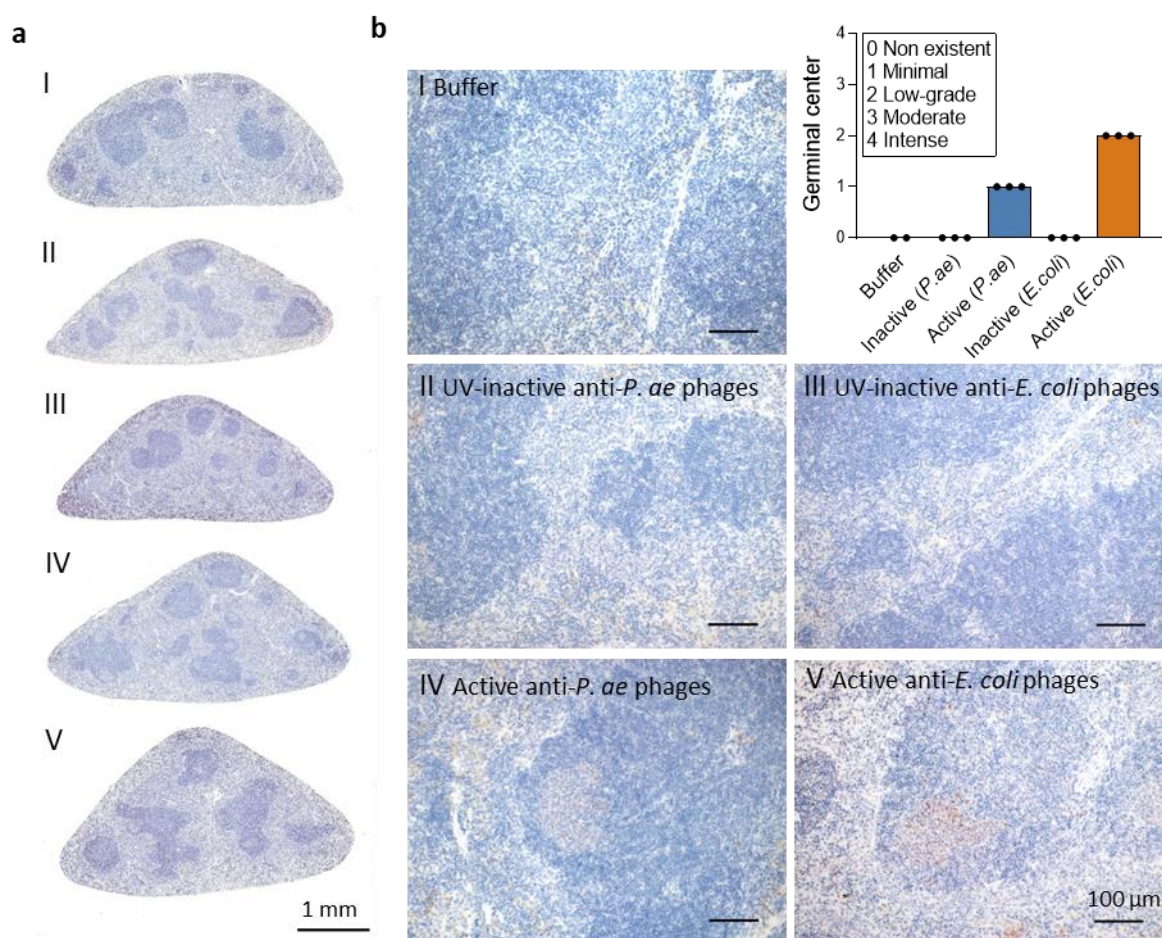 a
I
II
III
IV
V
1 mm
b
I Buffer
II UV-inactive anti-P. ae phages
III UV-inactive anti-E. coli phages
IV Active anti-P. ae phages
V Active anti-E. coli phages
100 µm
Germinal center
4
3
2
1
0
0 Non existent
1 Minimal
2 Low-grade
3 Moderate
4 Intense
Buffer
Inactive (P.ae)
Active (P.ae)
Inactive (E.coli)
Active (E.coli)